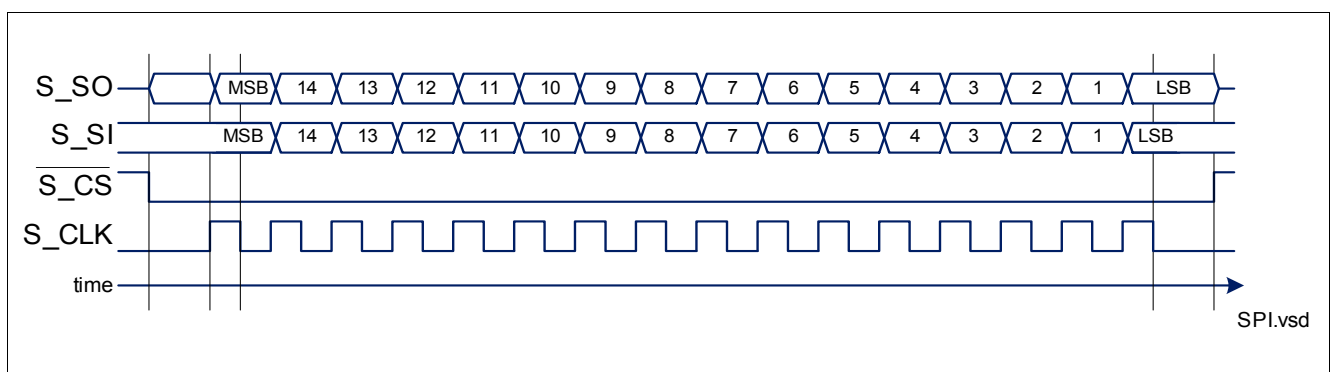 S_SO MSB 14 13 12 11 10 9 8 7 6 5 4 3 2 1 LSB
S_SI MSB 14 13 12 11 10 9 8 7 6 5 4 3 2 1 LSB
S_CS
S_CLK
time
SPI.vsd